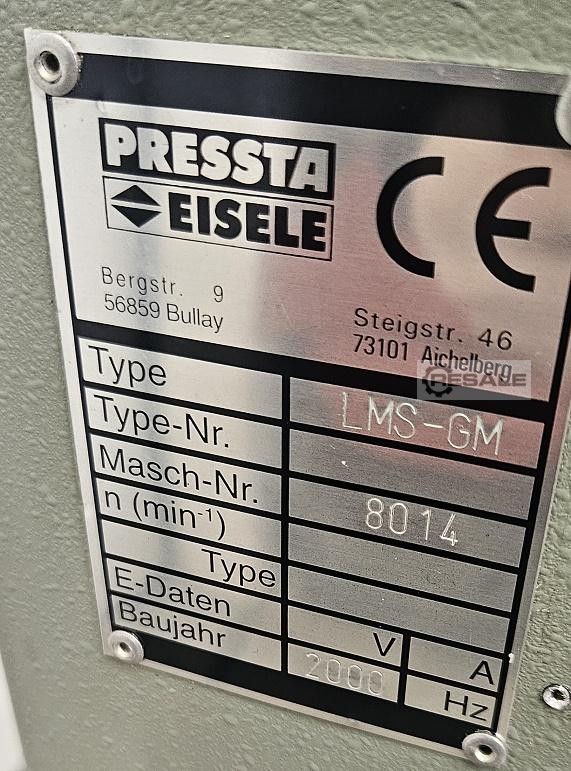 PRESSTA
EISELE
CE
Bergstr. 9
56859 Bullay
Steigstr. 46
73101 Aichelberg
RESALE
Type LMS-GM
Type-Nr.
Masch-Nr. 8014
n (min⁻¹)
Type
E-Daten V A
Baujahr 2000 Hz